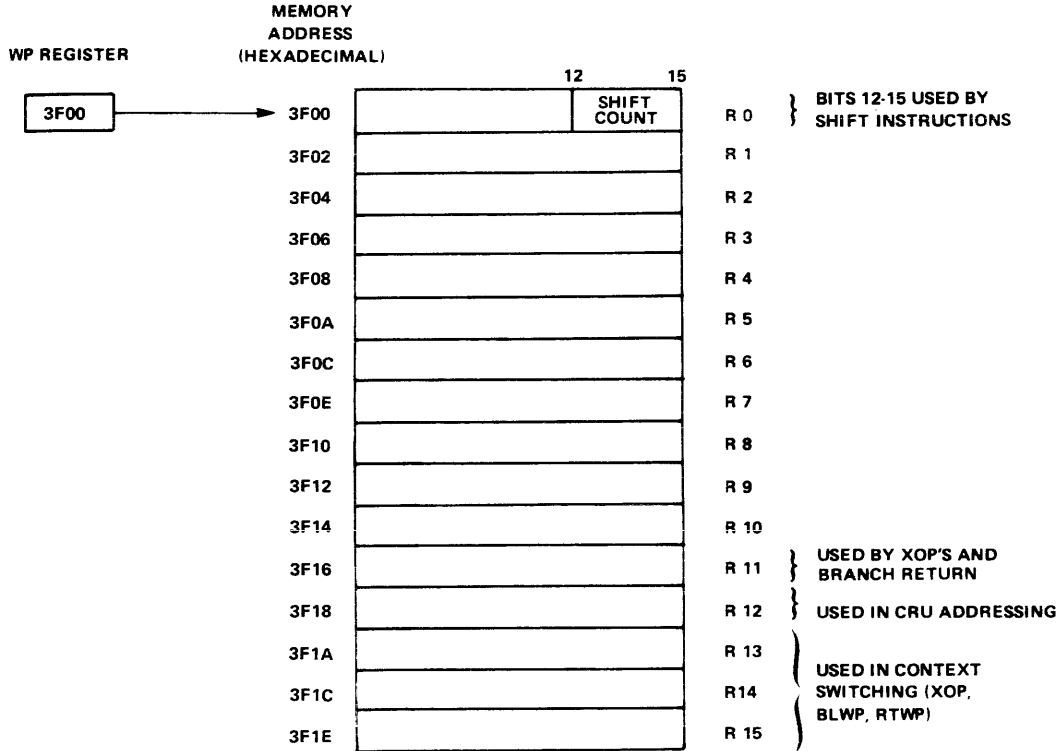 MEMORY
ADDRESS
(HEXADECIMAL)
WP REGISTER
12 15
3F00
3F00
SHIFT
COUNT
R 0
BITS 12-15 USED BY
SHIFT INSTRUCTIONS
3F02 R 1
3F04 R 2
3F06 R 3
3F08 R 4
3F0A R 5
3F0C R 6
3F0E R 7
3F10 R 8
3F12 R 9
3F14 R 10
3F16 R 11
USED BY XOP'S AND
BRANCH RETURN
3F18 R 12 USED IN CRU ADDRESSING
3F1A R 13
3F1C R14
3F1E R 15
USED IN CONTEXT
SWITCHING (XOP,
BLWP, RTWP)